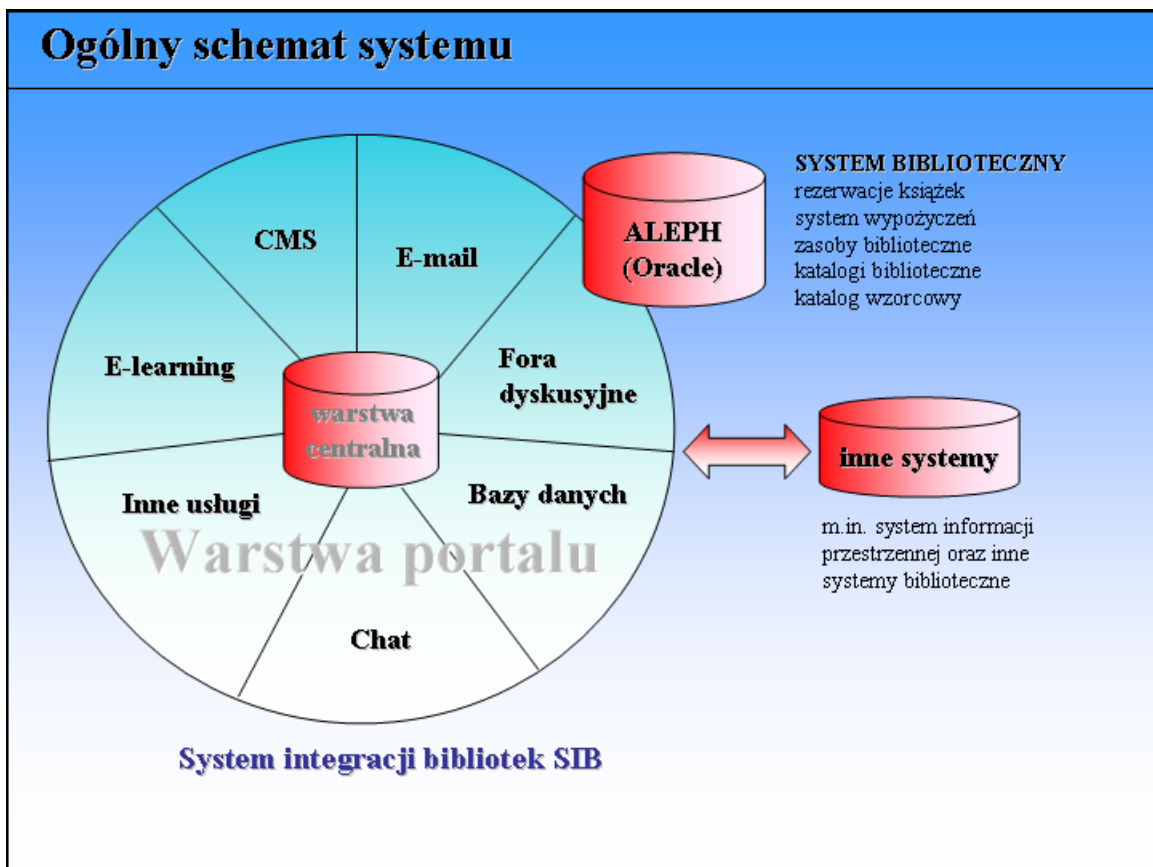 Ogólny schemat systemu
CMS
E-mail
E-learning
Fora
dyskusyjne
warstwa
centralna
Inne usługi
Bazy danych
Warstwa portalu
Chat
System integracji bibliotek SIB
ALEPH
(Oracle)
SYSTEM BIBLIOTECZNY
rezerwacje książek
system wypożyczeń
zasoby biblioteczne
katalogi biblioteczne
katalog wzorcowy
inne systemy
m.in. system informacji
przestrzennej oraz inne
systemy biblioteczne